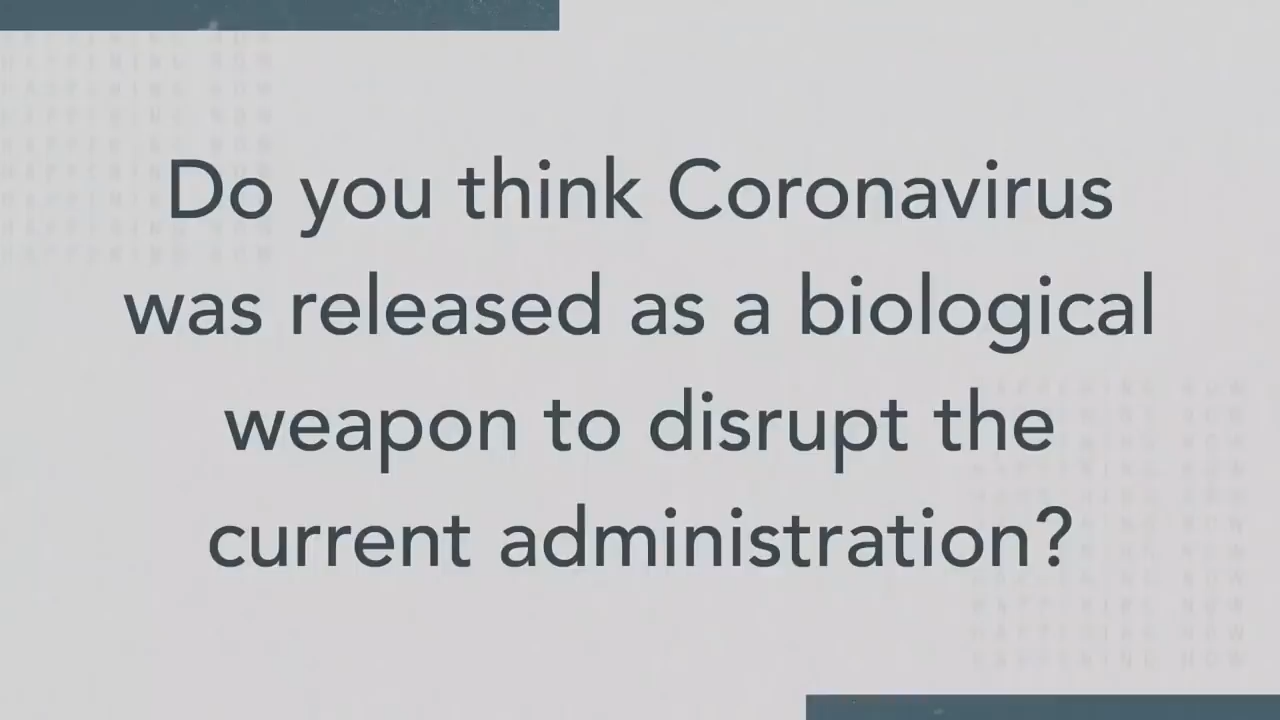 Do you think Coronavirus
was released as a biological
weapon to disrupt the
current administration?